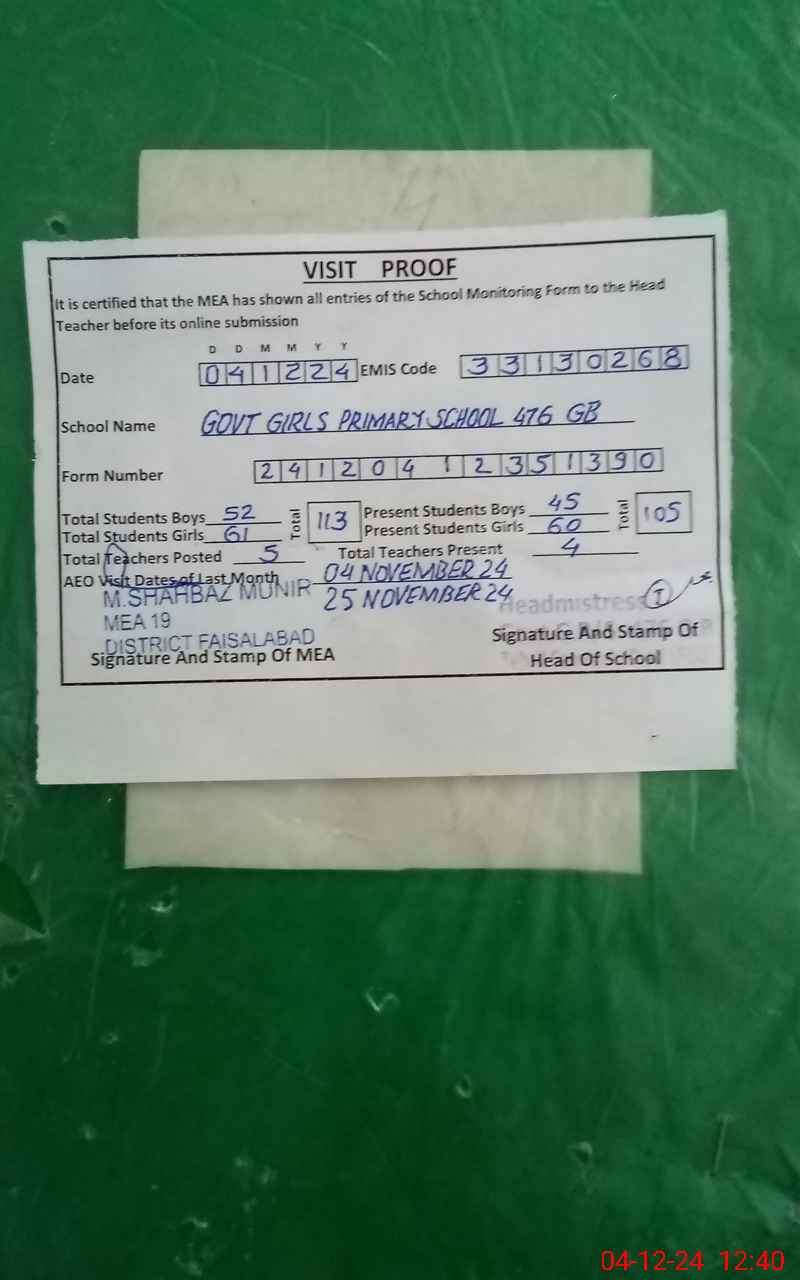 VISIT PROOF
It is certified that the MEA has shown all entries of the School Monitoring Form to the Head
Teacher before its online submission
D D M M Y Y
Date 041224 EMIS Code 33130268
School Name GOVT GIRLS PRIMARY SCHOOL 476 GB
Form Number 241204 1 2351390
Total Students Boys 52 Total 113 Present Students Boys 45 Total 105
Total Students Girls 61 Present Students Girls 60
Total Teachers Posted 5 Total Teachers Present 4
AEO Visit Dates of Last Month 04 NOVEMBER 24
25 NOVEMBER 24
M.SHAHBAZ MUNIR
MEA 19
DISTRICT FAISALABAD
Signature And Stamp Of MEA
Headmistress
Signature And Stamp Of
Head Of School
04-12-24 12:40